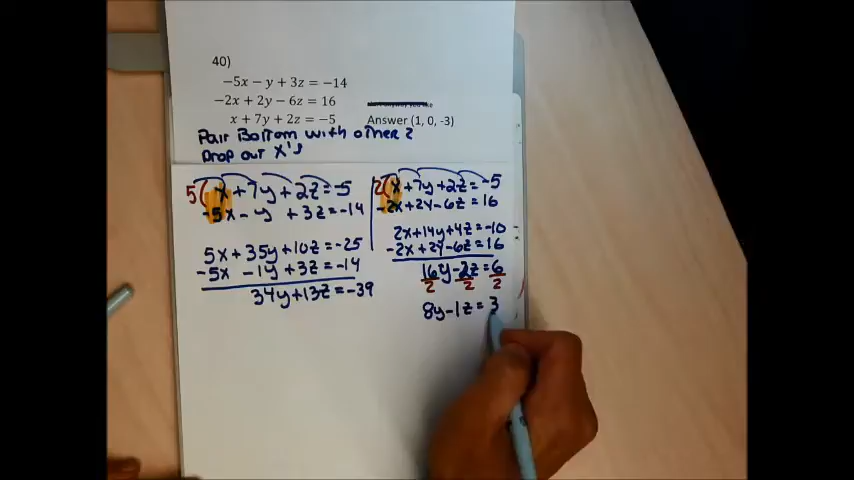 40)
−5x − y + 3z = −14
−2x + 2y − 6z = 16
x + 7y + 2z = −5
Answer (1, 0, -3)
Pair Bottom with other 2
Drop out X's
5( x+7y+2z=-5
-5x-y+3z=-14
5x+35y+10z=-25
-5x-1y+3z=-14
34y+13z=-39
2( x+7y+2z=-5
-2x+2y-6z=16
2x+14y+4z=-10
-2x+2y-6z=16
16y-2z=6
2 2 2
8y-1z=3